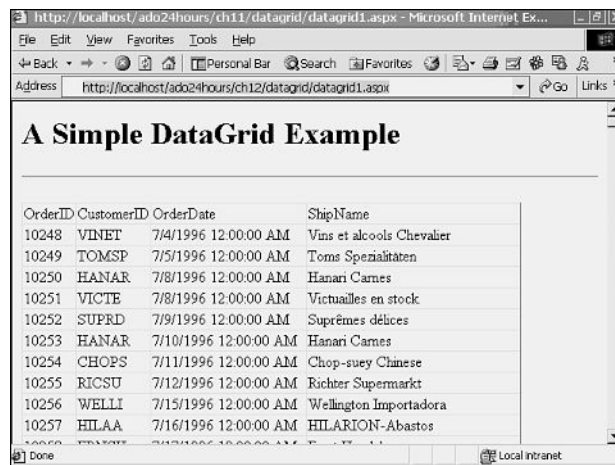 http://localhost/ado24hours/ch11/datagrid/datagrid1.aspx - Microsoft Internet Ex...
File Edit View Favorites Tools Help
Back Personal Bar Search Favorites
Address http://localhost/ado24hours/ch12/datagrid/datagrid1.aspx Go Links
A Simple DataGrid Example
OrderID CustomerID OrderDate ShipName
10248 VINET 7/4/1996 12:00:00 AM Vins et alcools Chevalier
10249 TOMSP 7/5/1996 12:00:00 AM Toms Spezialitäten
10250 HANAR 7/8/1996 12:00:00 AM Hanari Carnes
10251 VICTE 7/8/1996 12:00:00 AM Victuailles en stock
10252 SUPRD 7/9/1996 12:00:00 AM Suprêmes délices
10253 HANAR 7/10/1996 12:00:00 AM Hanari Carnes
10254 CHOPS 7/11/1996 12:00:00 AM Chop-suey Chinese
10255 RICSU 7/12/1996 12:00:00 AM Richter Supermarkt
10256 WELLI 7/15/1996 12:00:00 AM Wellington Importadora
10257 HILAA 7/16/1996 12:00:00 AM HILARION-Abastos
Done Local intranet